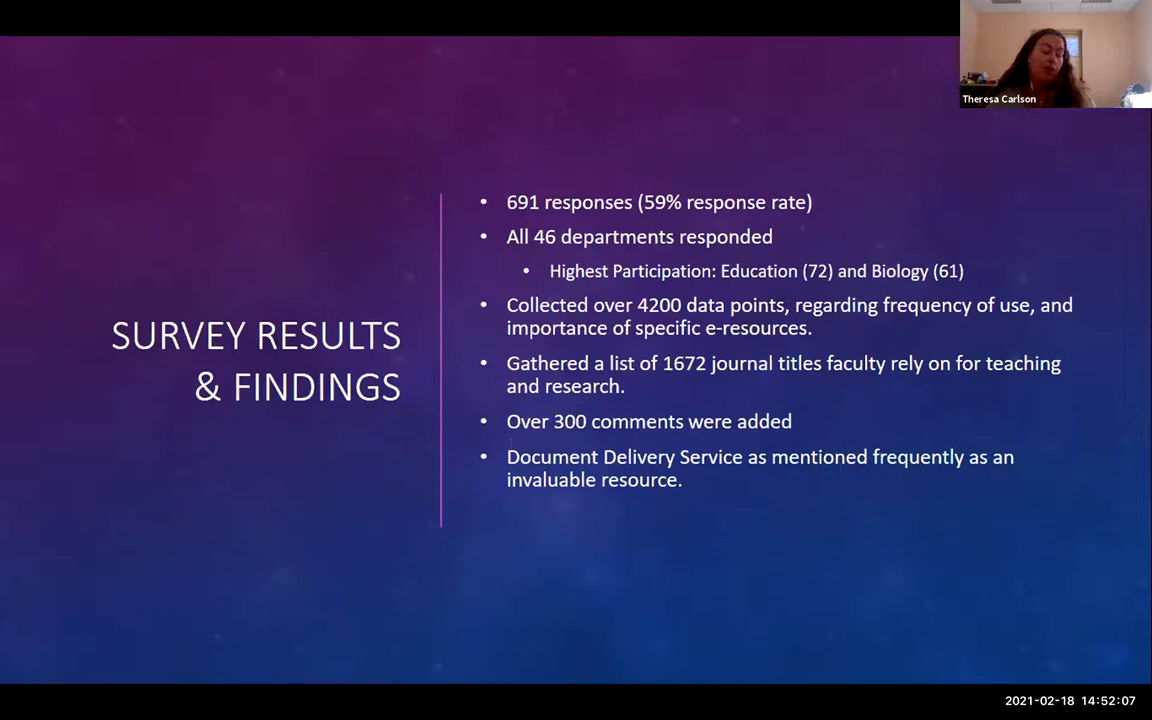 Theresa Carlson
SURVEY RESULTS
& FINDINGS
• 691 responses (59% response rate)
• All 46 departments responded
• Highest Participation: Education (72) and Biology (61)
• Collected over 4200 data points, regarding frequency of use, and
importance of specific e-resources.
• Gathered a list of 1672 journal titles faculty rely on for teaching
and research.
• Over 300 comments were added
• Document Delivery Service as mentioned frequently as an
invaluable resource.
2021-02-18 14:52:07